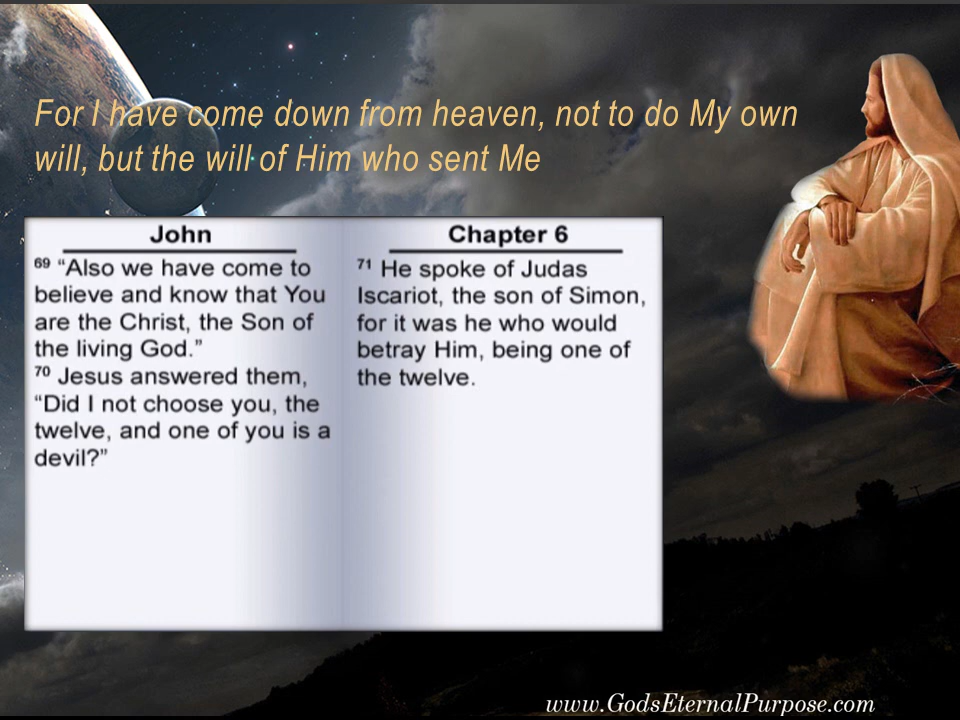 For I have come down from heaven, not to do My own
will, but the will of Him who sent Me
John
69 “Also we have come to
believe and know that You
are the Christ, the Son of
the living God.”
70 Jesus answered them,
“Did I not choose you, the
twelve, and one of you is a
devil?”
Chapter 6
71 He spoke of Judas
Iscariot, the son of Simon,
for it was he who would
betray Him, being one of
the twelve.
www.GodsEternalPurpose.com